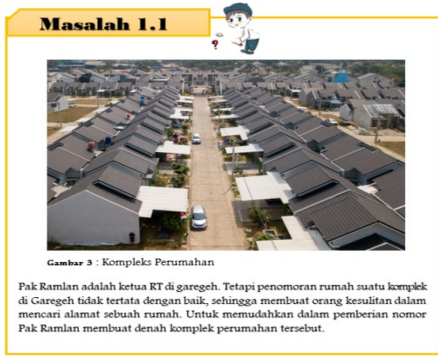 Masalah 1.1
Gambar 3 : Kompleks Perumahan
Pak Ramlan adalah ketua RT di garegeh. Tetapi penomoran rumah suatu komplek
di Garegeh tidak tertata dengan baik, sehingga membuat orang kesulitan dalam
mencari alamat sebuah rumah. Untuk memudahkan dalam pemberian nomor
Pak Ramlan membuat denah komplek perumahan tersebut.